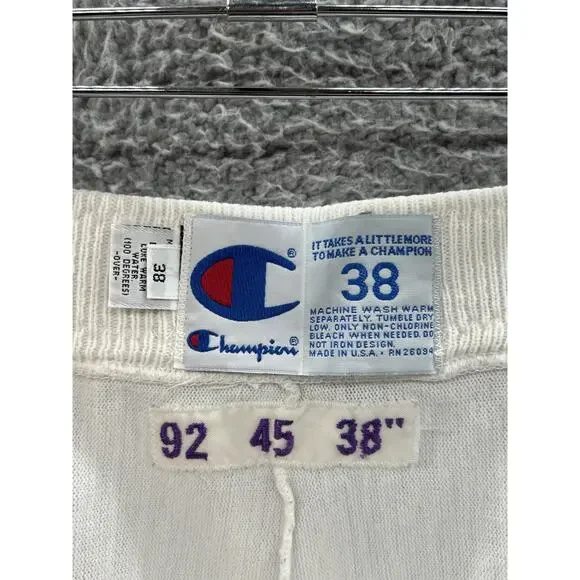 LUKE WARM
WATER
(100 DEGREES)
-OVER-
38
Champion®
IT TAKES A LITTLE MORE
TO MAKE A CHAMPION
38
MACHINE WASH WARM
SEPARATELY. TUMBLE DRY
LOW. ONLY NON-CHLORINE
BLEACH WHEN NEEDED. DO
NOT IRON DESIGN.
MADE IN U.S.A. • RN 26094
92 45 38"